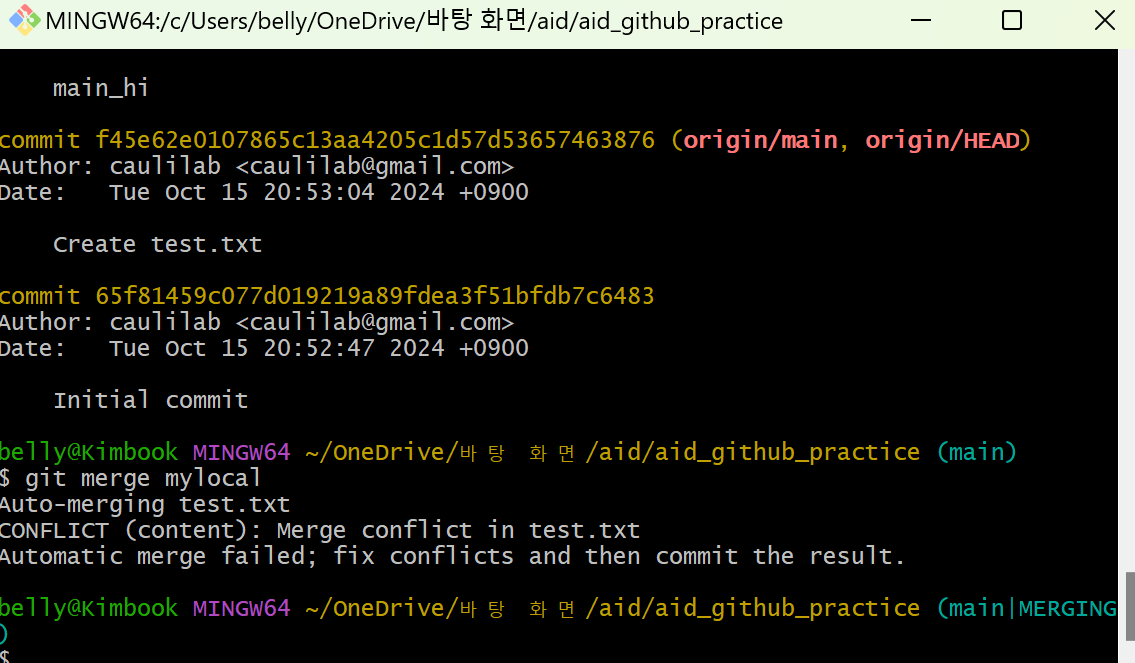 MINGW64:/c/Users/belly/OneDrive/바탕 화면/aid/aid_github_practice
main_hi
commit f45e62e0107865c13aa4205c1d57d53657463876 (origin/main, origin/HEAD)
Author: caulilab <caulilab@gmail.com>
Date:   Tue Oct 15 20:53:04 2024 +0900
Create test.txt
commit 65f81459c077d019219a89fdea3f51bfdb7c6483
Author: caulilab <caulilab@gmail.com>
Date:   Tue Oct 15 20:52:47 2024 +0900
Initial commit
belly@Kimbook MINGW64 ~/OneDrive/바탕 화면/aid/aid_github_practice (main)
$ git merge mylocal
Auto-merging test.txt
CONFLICT (content): Merge conflict in test.txt
Automatic merge failed; fix conflicts and then commit the result.
belly@Kimbook MINGW64 ~/OneDrive/바탕 화면/aid/aid_github_practice (main|MERGING
)
$